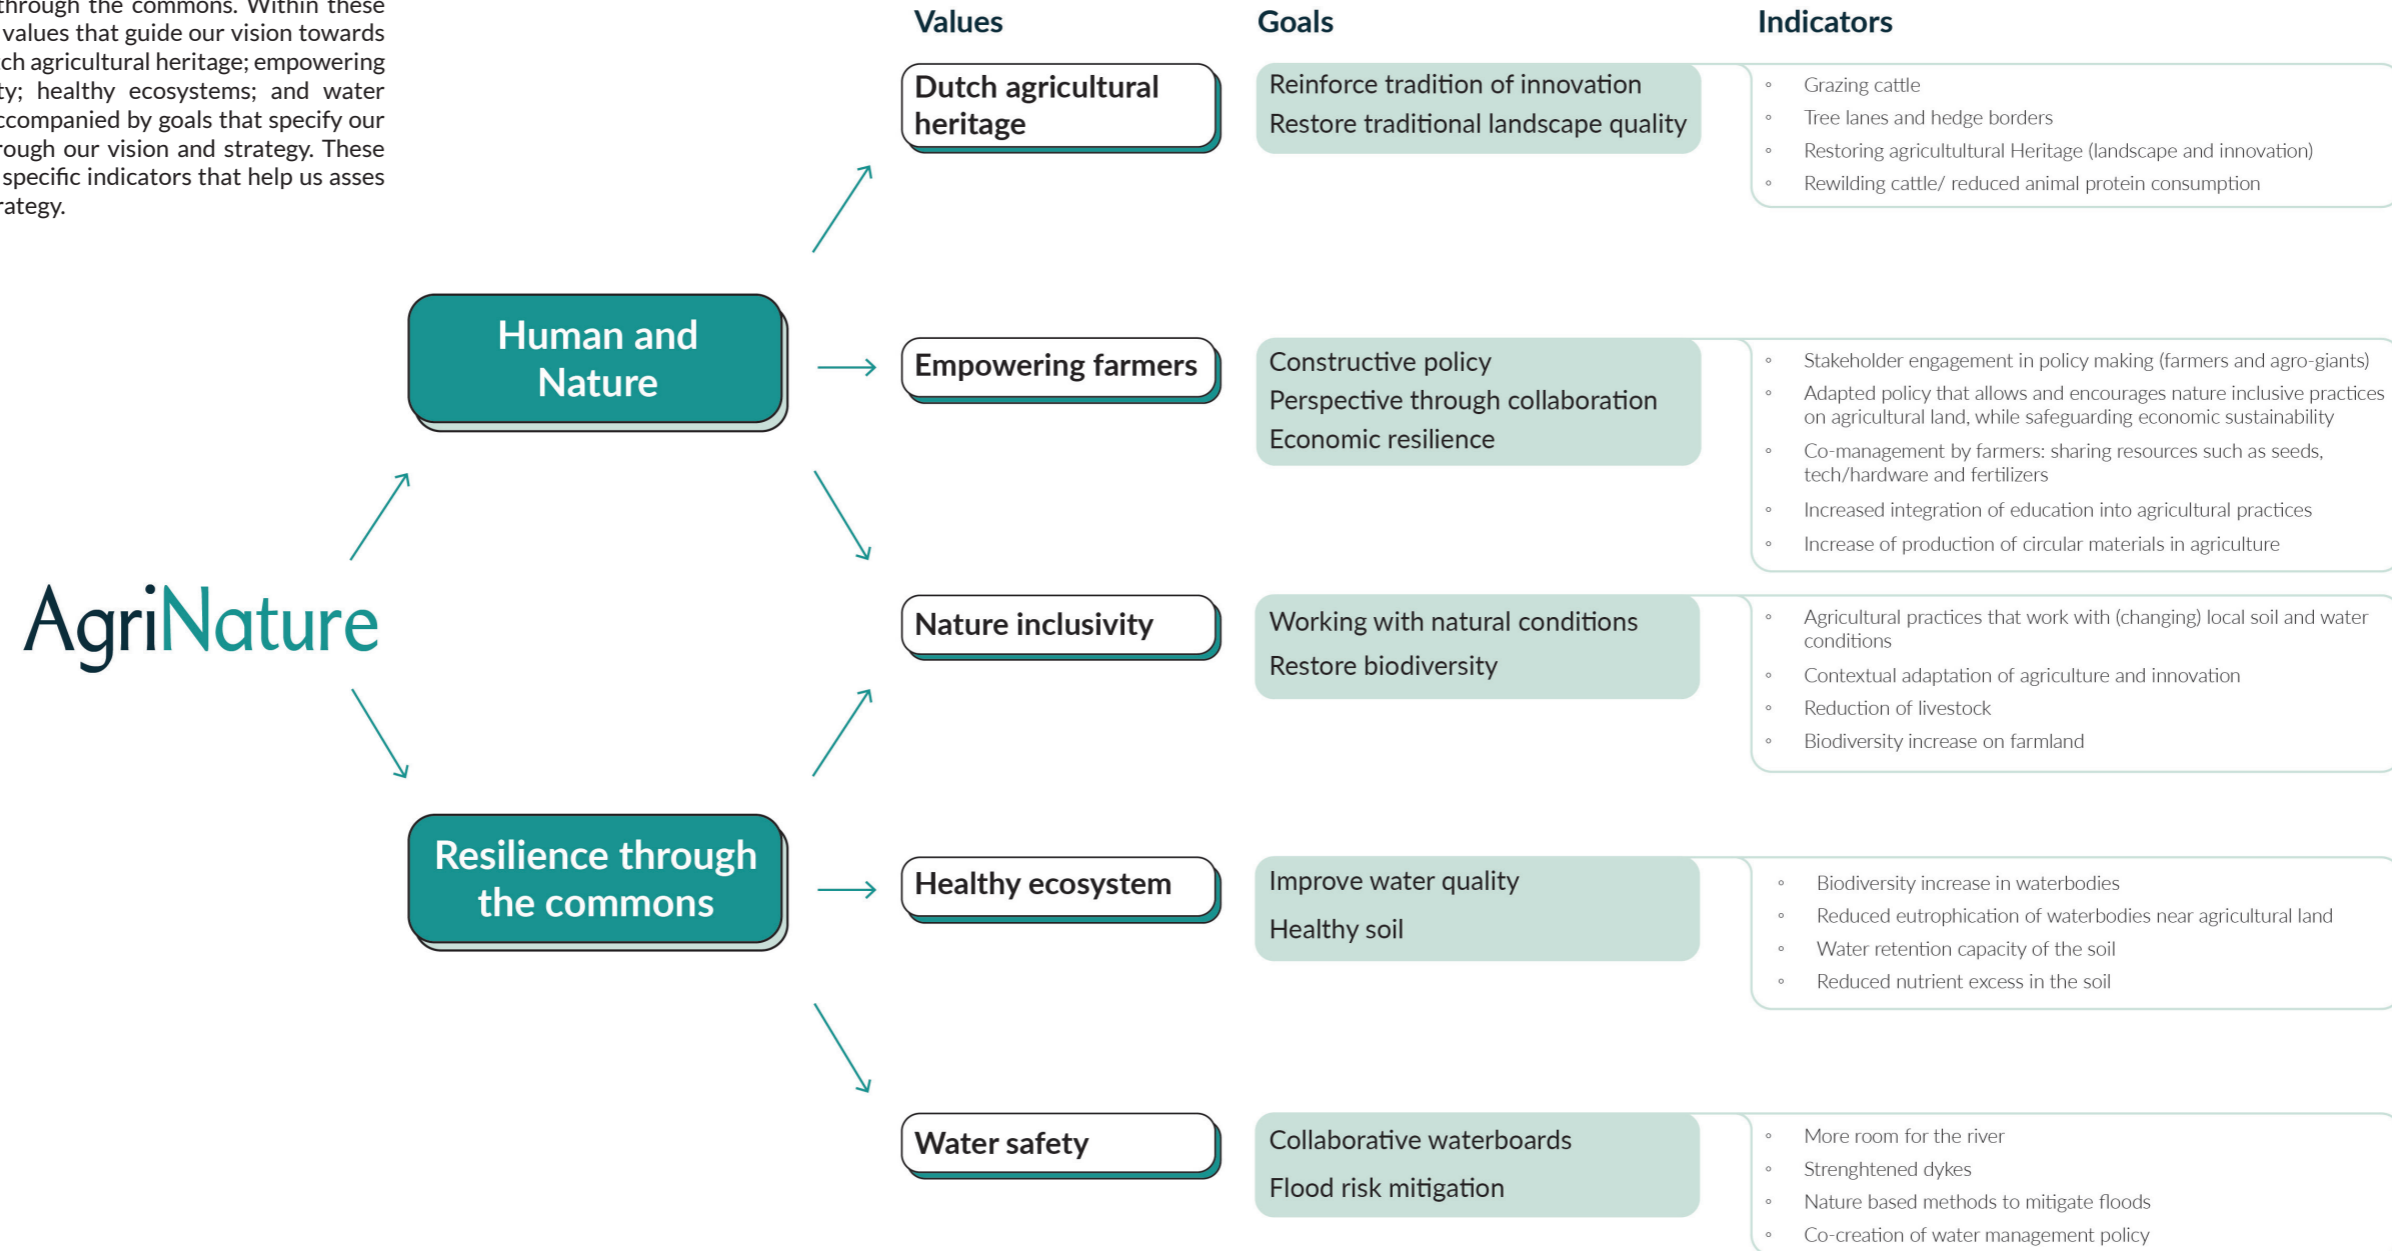 through the commons. Within these
values that guide our vision towards
agricultural heritage; empowering
healthy ecosystems; and water
accompanied by goals that specify our
through our vision and strategy. These
specific indicators that help us asses
Values
Goals
Indicators
Dutch agricultural
heritage
Reinforce tradition of innovation
Restore traditional landscape quality
◦ Grazing cattle
◦ Tree lanes and hedge borders
◦ Restoring agricultultural Heritage (landscape and innovation)
◦ Rewilding cattle/ reduced animal protein consumption
Human and
Nature
Empowering farmers
Constructive policy
Perspective through collaboration
Economic resilience
◦ Stakeholder engagement in policy making (farmers and agro-giants)
◦ Adapted policy that allows and encourages nature inclusive practices
on agricultural land, while safeguarding economic sustainability
◦ Co-management by farmers: sharing resources such as seeds,
tech/hardware and fertilizers
◦ Increased integration of education into agricultural practices
◦ Increase of production of circular materials in agriculture
AgriNature
Nature inclusivity
Working with natural conditions
Restore biodiversity
◦ Agricultural practices that work with (changing) local soil and water
conditions
◦ Contextual adaptation of agriculture and innovation
◦ Reduction of livestock
◦ Biodiversity increase on farmland
Resilience through
the commons
Healthy ecosystem
Improve water quality
Healthy soil
◦ Biodiversity increase in waterbodies
◦ Reduced eutrophication of waterbodies near agricultural land
◦ Water retention capacity of the soil
◦ Reduced nutrient excess in the soil
Water safety
Collaborative waterboards
Flood risk mitigation
◦ More room for the river
◦ Strenghtened dykes
◦ Nature based methods to mitigate floods
◦ Co-creation of water management policy